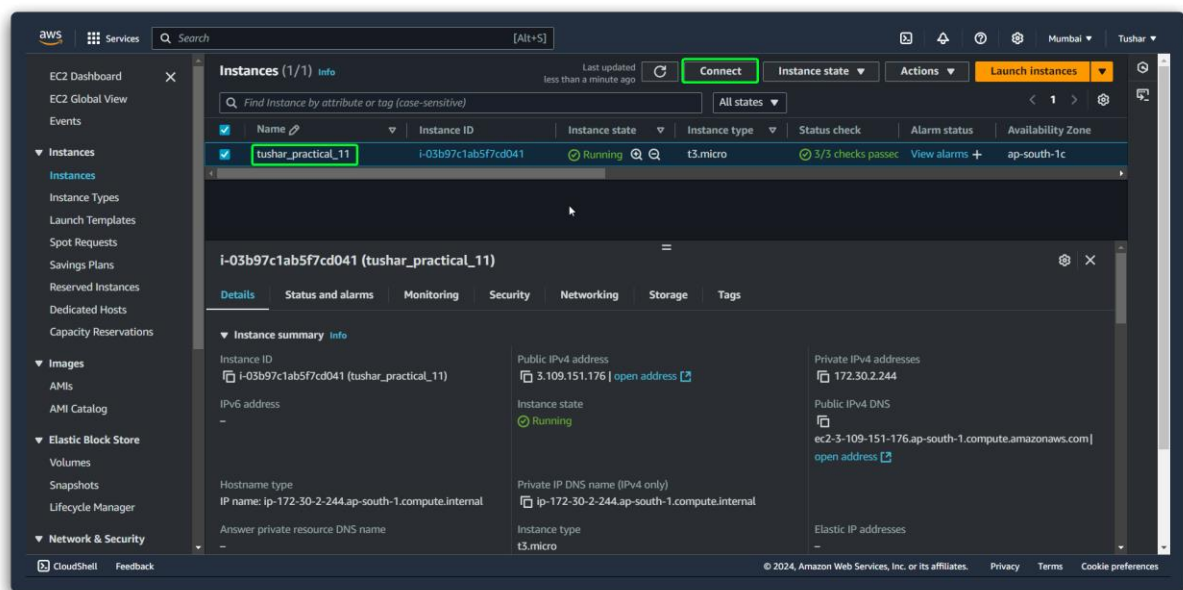 aws Services Search [Alt+S] Mumbai ▼ Tushar ▼
EC2 Dashboard
EC2 Global View
Events
▼ Instances
Instances
Instance Types
Launch Templates
Spot Requests
Savings Plans
Reserved Instances
Dedicated Hosts
Capacity Reservations
▼ Images
AMIs
AMI Catalog
▼ Elastic Block Store
Volumes
Snapshots
Lifecycle Manager
▼ Network & Security
Instances (1/1) Info
Last updated
less than a minute ago
Connect Instance state ▼ Actions ▼ Launch instances ▼
Find Instance by attribute or tag (case-sensitive) All states ▼ < 1 >
Name Instance ID Instance state Instance type Status check Alarm status Availability Zone
tushar_practical_11 i-03b97c1ab5f7cd041 Running t3.micro 3/3 checks passec View alarms + ap-south-1c
i-03b97c1ab5f7cd041 (tushar_practical_11)
Details Status and alarms Monitoring Security Networking Storage Tags
▼ Instance summary Info
Instance ID
i-03b97c1ab5f7cd041 (tushar_practical_11)
Public IPv4 address
3.109.151.176 | open address
Private IPv4 addresses
172.30.2.244
IPv6 address
–
Instance state
Running
Public IPv4 DNS
ec2-3-109-151-176.ap-south-1.compute.amazonaws.com |
open address
Hostname type
IP name: ip-172-30-2-244.ap-south-1.compute.internal
Private IP DNS name (IPv4 only)
ip-172-30-2-244.ap-south-1.compute.internal
Answer private resource DNS name
–
Instance type
t3.micro
Elastic IP addresses
–
CloudShell Feedback © 2024, Amazon Web Services, Inc. or its affiliates. Privacy Terms Cookie preferences